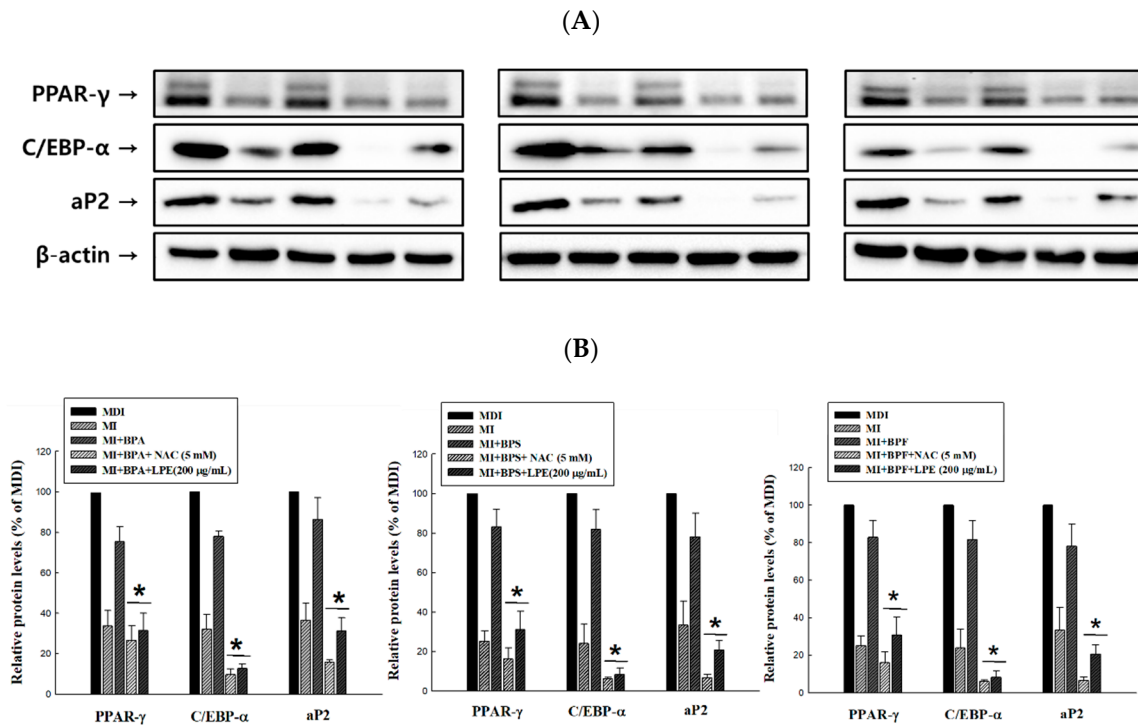 (A)
PPAR-γ →
C/EBP-α →
aP2 →
β-actin →
(B)
MDI
MI
MI+BPA
MI+BPA+ NAC (5 mM)
MI+BPA+LPE(200 µg/mL)
Relative protein levels (% of MDI)
120
100
80
60
40
20
0
*
*
*
PPAR-γ C/EBP-α aP2
MDI
MI
MI+BPS
MI+BPS+ NAC (5 mM)
MI+BPS+LPE(200 µg/mL)
Relative protein levels (% of MDI)
120
100
80
60
40
20
0
*
*
*
PPAR-γ C/EBP-α aP2
MDI
MI
MI+BPF
MI+BPF+NAC (5 mM)
MI+BPF+LPE (200 µg/mL)
Relative protein levels (% of MDI)
120
100
80
60
40
20
0
*
*
*
PPAR-γ C/EBP-α aP2